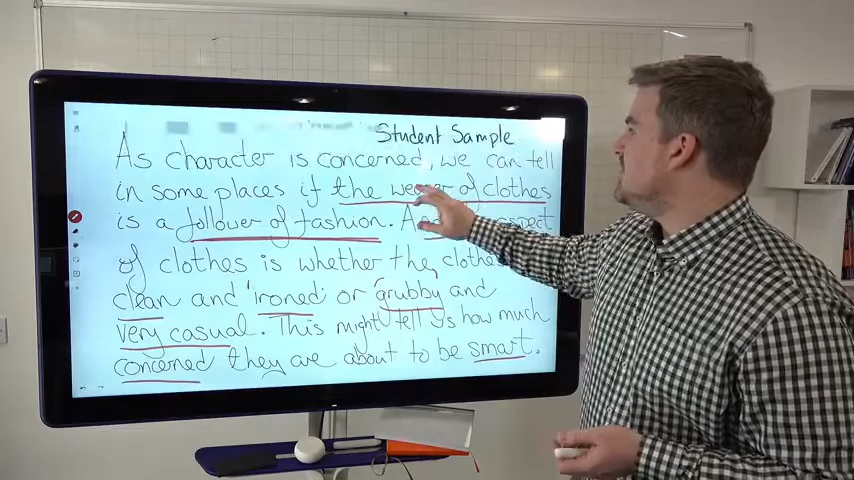 Student Sample
As character is concerned, we can tell
in some places if the wearer of clothes
is a follower of fashion. An
of clothes is whether the clothes
clean and 'ironed' or 'grubby' and
very casual. This might tell us how much
concerned they are about to be smart.